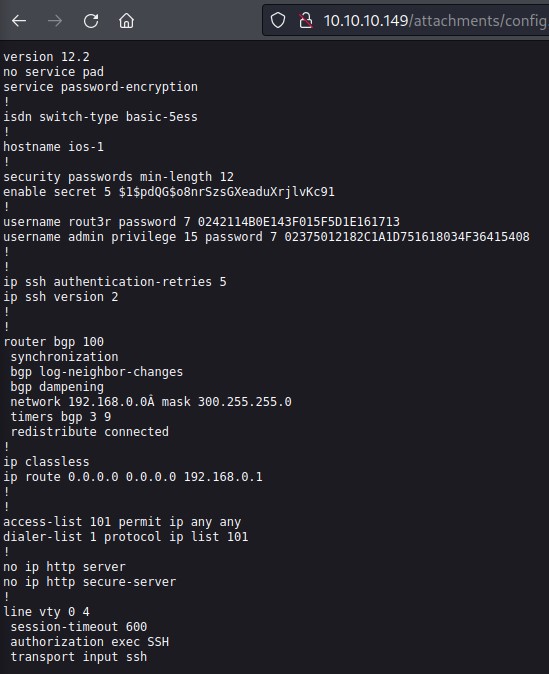 10.10.10.149/attachments/config
version 12.2
no service pad
service password-encryption
!
isdn switch-type basic-5ess
!
hostname ios-1
!
security passwords min-length 12
enable secret 5 $1$pdQG$o8nrSzsGXeaduXrjlvKc91
!
username rout3r password 7 0242114B0E143F015F5D1E161713
username admin privilege 15 password 7 02375012182C1A1D751618034F36415408
!
!
ip ssh authentication-retries 5
ip ssh version 2
!
!
router bgp 100
 synchronization
 bgp log-neighbor-changes
 bgp dampening
 network 192.168.0.0Â mask 300.255.255.0
 timers bgp 3 9
 redistribute connected
!
ip classless
ip route 0.0.0.0 0.0.0.0 192.168.0.1
!
!
access-list 101 permit ip any any
dialer-list 1 protocol ip list 101
!
no ip http server
no ip http secure-server
!
line vty 0 4
 session-timeout 600
 authorization exec SSH
 transport input ssh